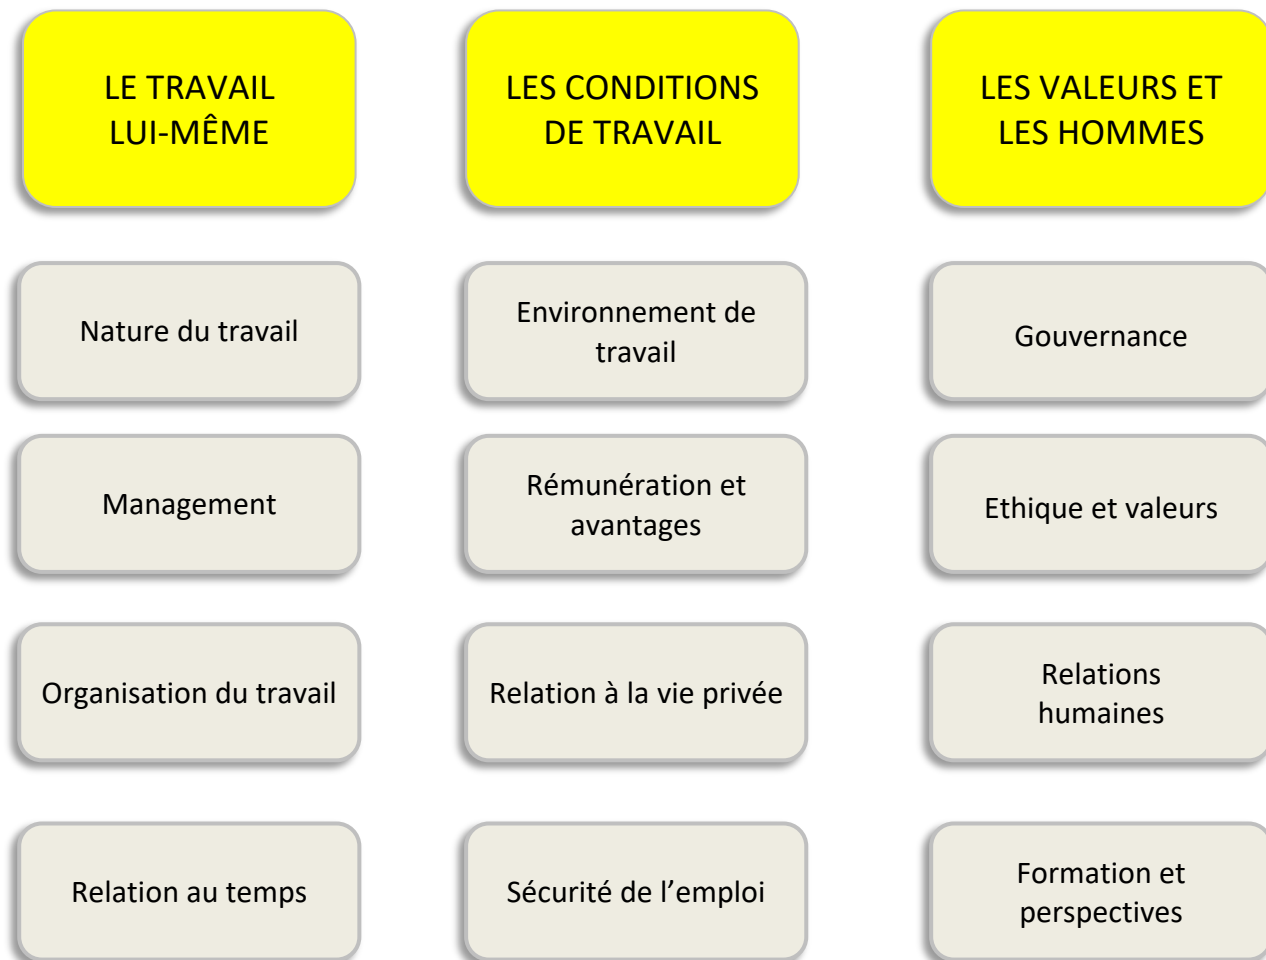 LE TRAVAIL
LUI-MÊME
LES CONDITIONS
DE TRAVAIL
LES VALEURS ET
LES HOMMES
Nature du travail
Environnement de
travail
Gouvernance
Management
Rémunération et
avantages
Ethique et valeurs
Organisation du travail
Relation à la vie privée
Relations
humaines
Relation au temps
Sécurité de l’emploi
Formation et
perspectives